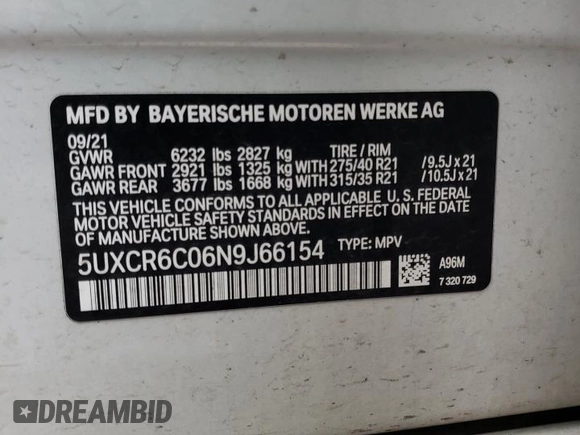 MFD BY BAYERISCHE MOTOREN WERKE AG
09/21
GVWR 6232 lbs 2827 kg TIRE / RIM
GAWR FRONT 2921 lbs 1325 kg WITH 275/40 R21 / 9.5J x 21
GAWR REAR 3677 lbs 1668 kg WITH 315/35 R21 / 10.5J x 21
THIS VEHICLE CONFORMS TO ALL APPLICABLE U. S. FEDERAL
MOTOR VEHICLE SAFETY STANDARDS IN EFFECT ON THE DATE
OF MANUFACTURE SHOWN ABOVE.
5UXCR6C06N9J66154 TYPE: MPV
A96M
7 320 729
DREAMBID